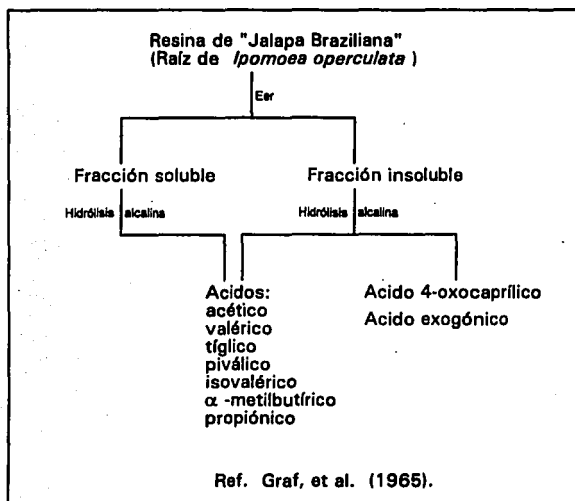 Resina de "Jalapa Braziliana"
(Raíz de Ipomoea operculata )
Eer
Fracción soluble
Fracción insoluble
Hidrólisis alcalina
Hidrólisis alcalina
Acidos:
acético
valérico
tíglico
piválico
isovalérico
α -metilbutírico
propiónico
Acido 4-oxocaprílico
Acido exogónico
Ref. Graf, et al. (1965).